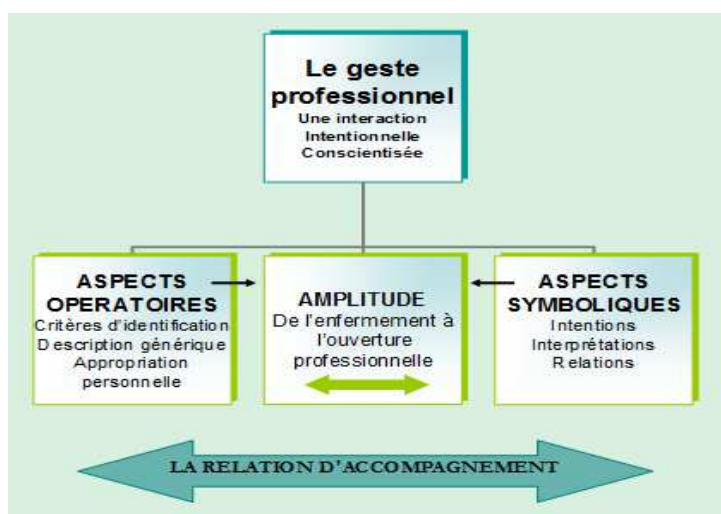 Le geste
professionnel
Une interaction
Intentionnelle
Conscientisée
ASPECTS
OPERATOIRES
Critères d'identification
Description générique
Appropriation
personnelle
AMPLITUDE
De l'enfermement à
l'ouverture
professionnelle
ASPECTS
SYMBOLIQUES
Intentions
Interprétations
Relations
LA RELATION D'ACCOMPAGNEMENT